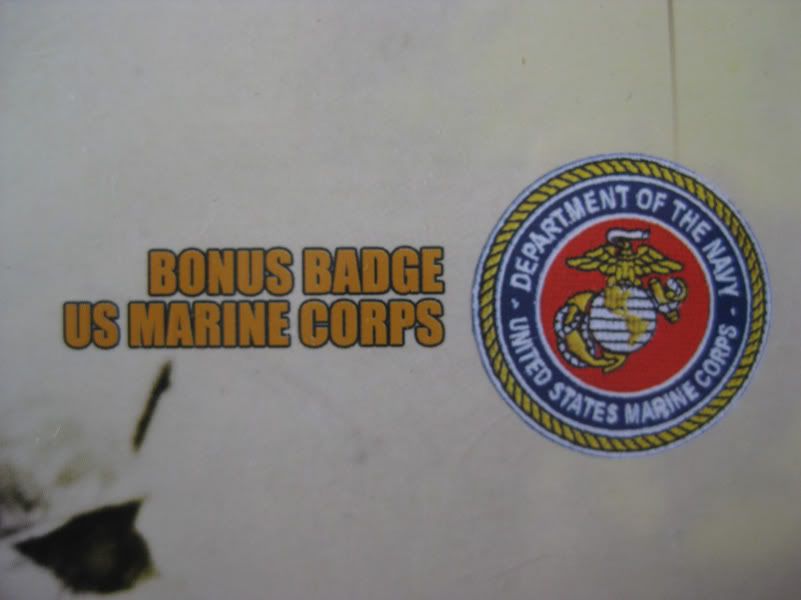 BONUS BADGE
US MARINE CORPS
DEPARTMENT OF THE NAVY
UNITED STATES MARINE CORPS